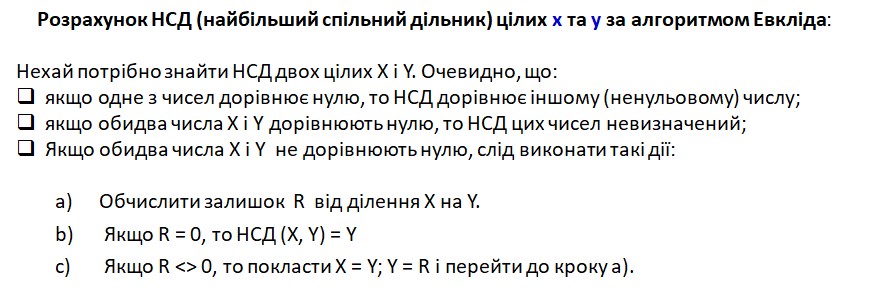 Розрахунок НСД (найбільший спільний дільник) цілих x та y за алгоритмом Евкліда:
Нехай потрібно знайти НСД двох цілих X і Y. Очевидно, що:
❑ якщо одне з чисел дорівнює нулю, то НСД дорівнює іншому (ненульовому) числу;
❑ якщо обидва числа X і Y дорівнюють нулю, то НСД цих чисел невизначений;
❑ Якщо обидва числа X і Y не дорівнюють нулю, слід виконати такі дії:
a) Обчислити залишок R від ділення X на Y.
b) Якщо R = 0, то НСД (X, Y) = Y
c) Якщо R <> 0, то покласти X = Y; Y = R і перейти до кроку а).